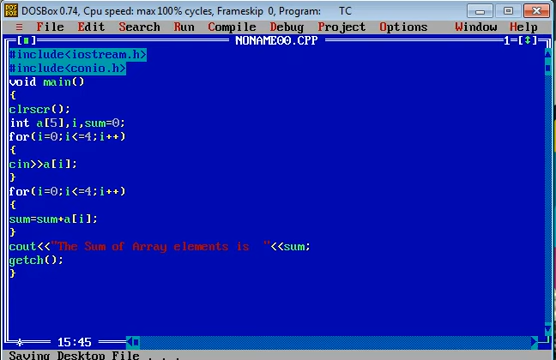 DOSBox 0.74, Cpu speed: max 100% cycles, Frameskip 0, Program: TC
≡ File Edit Search Run Compile Debug Project Options Window Help
[■] NONAME00.CPP 1=[↕]
#include<iostream.h>
#include<conio.h>
void main()
{
clrscr();
int a[5],i,sum=0;
for(i=0;i<=4;i++)
{
cin>>a[i];
}
for(i=0;i<=4;i++)
{
sum=sum+a[i];
}
cout<<"The Sum of Array elements is  "<<sum;
getch();
}
15:45
Saving Desktop File . . .